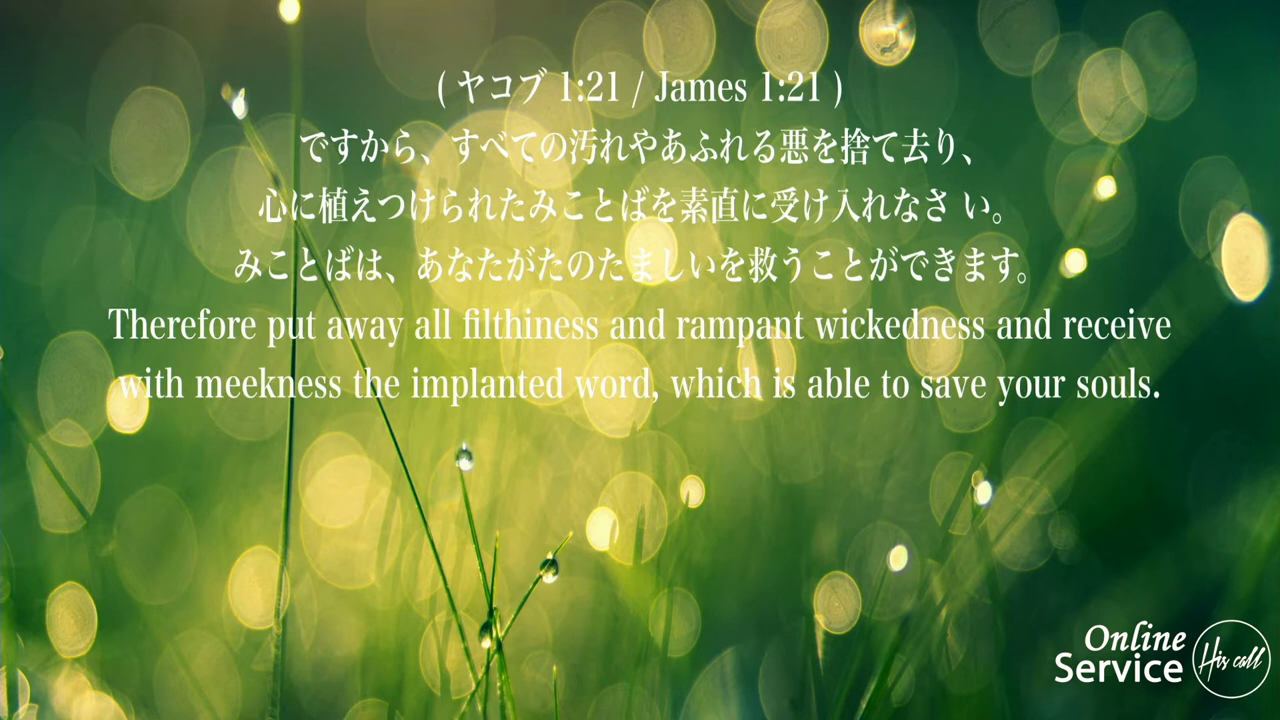 ( ヤコブ 1:21 / James 1:21 )
ですから、すべての汚れやあふれる悪を捨て去り、
心に植えつけられたみことばを素直に受け入れなさ い。
みことばは、あなたがたのたましいを救うことができます。
Therefore put away all filthiness and rampant wickedness and receive
with meekness the implanted word, which is able to save your souls.
Online
Service
His call